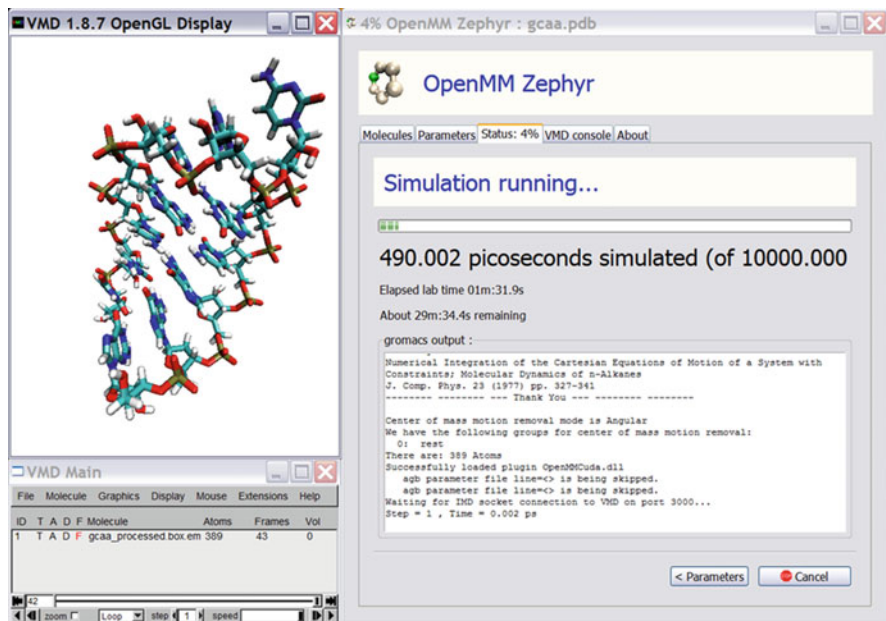 VMD 1.8.7 OpenGL Display
4% OpenMM Zephyr : gcaa.pdb
OpenMM Zephyr
Molecules Parameters Status: 4% VMD console About
Simulation running...
490.002 picoseconds simulated (of 10000.000
Elapsed lab time 01m:31.9s
About 29m:34.4s remaining
gromacs output :
Numerical Integration of the Cartesian Equations of Motion of a System with
Constraints; Molecular Dynamics of n-Alkanes
J. Comp. Phys. 23 (1977) pp. 327-341
-------- -------- --- Thank You --- -------- --------
Center of mass motion removal mode is Angular
We have the following groups for center of mass motion removal:
0: rest
There are: 389 Atoms
Successfully loaded plugin OpenMMCuda.dll
agb parameter file line=<> is being skipped.
agb parameter file line=<> is being skipped.
Waiting for IMD socket connection to VMD on port 3000...
Step = 1 , Time = 0.002 ps
< Parameters
Cancel
VMD Main
File Molecule Graphics Display Mouse Extensions Help
ID T A D F Molecule Atoms Frames Vol
1 T A D F gcaa_processed.box.em 389 43 0
42
zoom Loop step 1 speed